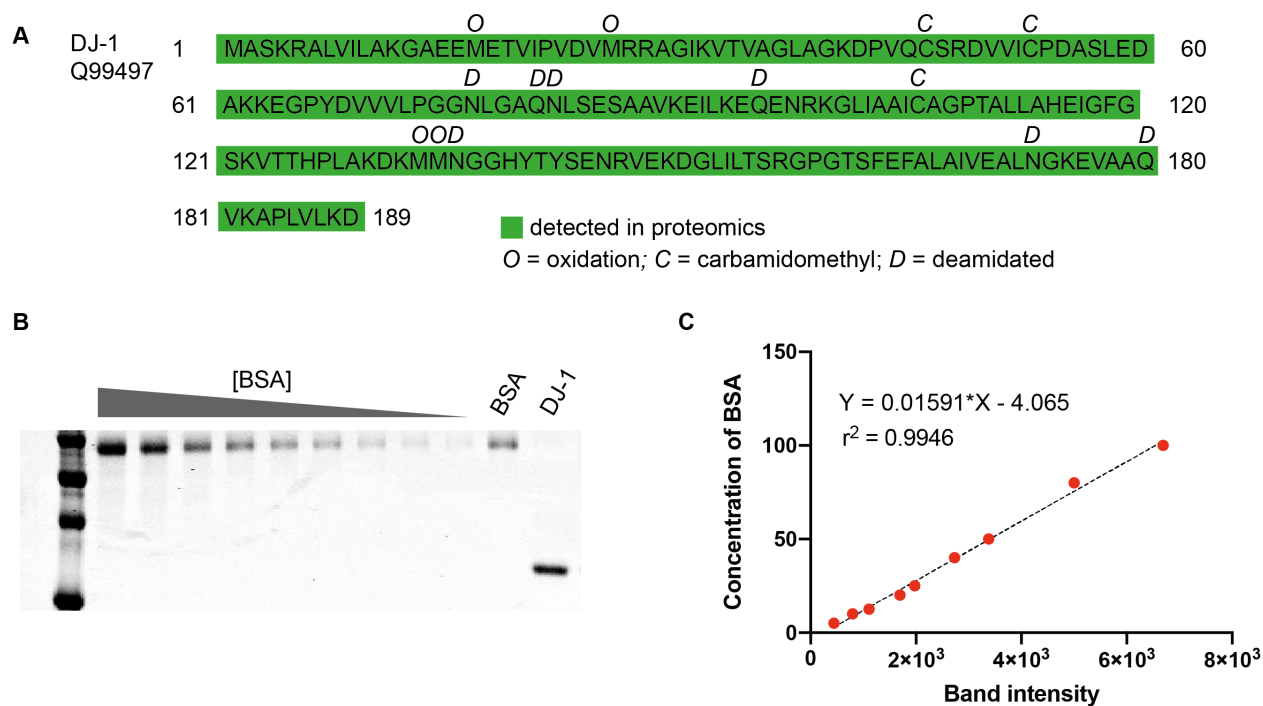 A
DJ-1
Q99497
O O C C
1 MASKRALVILAKGAEEMETVIPVDVMRRAGIKVTVAGLAGKDPVQCSRDVVICPDASLED 60
D DD D C
61 AKKEGPYDVVVLPGGNLGAQNLSESAAVKEILKEQENRKGLIAAICAGPTALLAHEIGFG 120
OOD D D
121 SKVTTHPLAKDKMMNGGHYTYSENRVEKDGLILTSRGPGTSFEFALAIVEALNGKEVAAQ 180
181 VKAPLVLKD 189
detected in proteomics
O = oxidation; C = carbamidomethyl; D = deamidated
B
[BSA]
BSA
DJ-1
C
Concentration of BSA
150
100
50
0
Y = 0.01591*X - 4.065
r² = 0.9946
0 2×10³ 4×10³ 6×10³ 8×10³
Band intensity